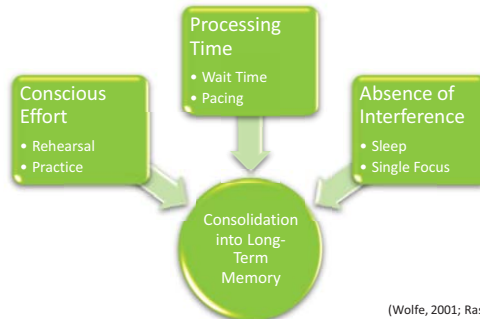 Processing
Time
• Wait Time
• Pacing
Conscious
Effort
• Rehearsal
• Practice
Absence of
Interference
• Sleep
• Single Focus
Consolidation
into Long-
Term
Memory
(Wolfe, 2001;